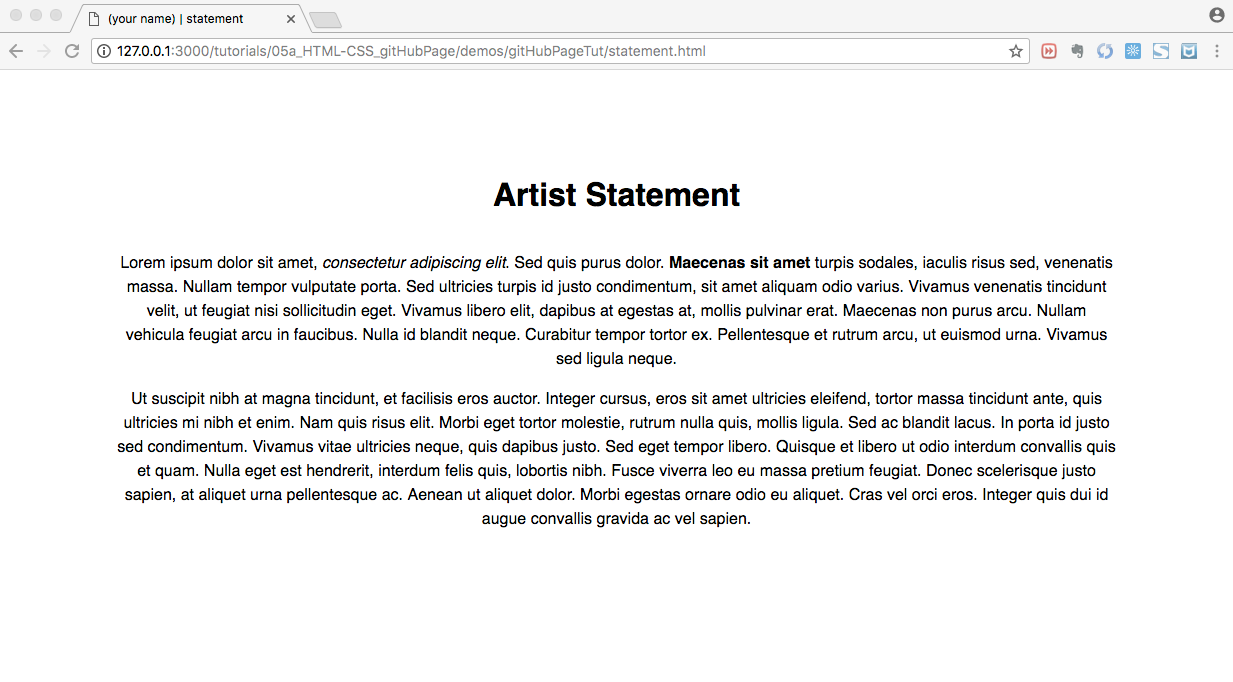 (your name) | statement
127.0.0.1:3000/tutorials/05a_HTML-CSS_gitHubPage/demos/gitHubPageTut/statement.html
Artist Statement
Lorem ipsum dolor sit amet, consectetur adipiscing elit. Sed quis purus dolor. Maecenas sit amet turpis sodales, iaculis risus sed, venenatis
massa. Nullam tempor vulputate porta. Sed ultricies turpis id justo condimentum, sit amet aliquam odio varius. Vivamus venenatis tincidunt
velit, ut feugiat nisi sollicitudin eget. Vivamus libero elit, dapibus at egestas at, mollis pulvinar erat. Maecenas non purus arcu. Nullam
vehicula feugiat arcu in faucibus. Nulla id blandit neque. Curabitur tempor tortor ex. Pellentesque et rutrum arcu, ut euismod urna. Vivamus
sed ligula neque.
Ut suscipit nibh at magna tincidunt, et facilisis eros auctor. Integer cursus, eros sit amet ultricies eleifend, tortor massa tincidunt ante, quis
ultricies mi nibh et enim. Nam quis risus elit. Morbi eget tortor molestie, rutrum nulla quis, mollis ligula. Sed ac blandit lacus. In porta id justo
sed condimentum. Vivamus vitae ultricies neque, quis dapibus justo. Sed eget tempor libero. Quisque et libero ut odio interdum convallis quis
et quam. Nulla eget est hendrerit, interdum felis quis, lobortis nibh. Fusce viverra leo eu massa pretium feugiat. Donec scelerisque justo
sapien, at aliquet urna pellentesque ac. Aenean ut aliquet dolor. Morbi egestas ornare odio eu aliquet. Cras vel orci eros. Integer quis dui id
augue convallis gravida ac vel sapien.